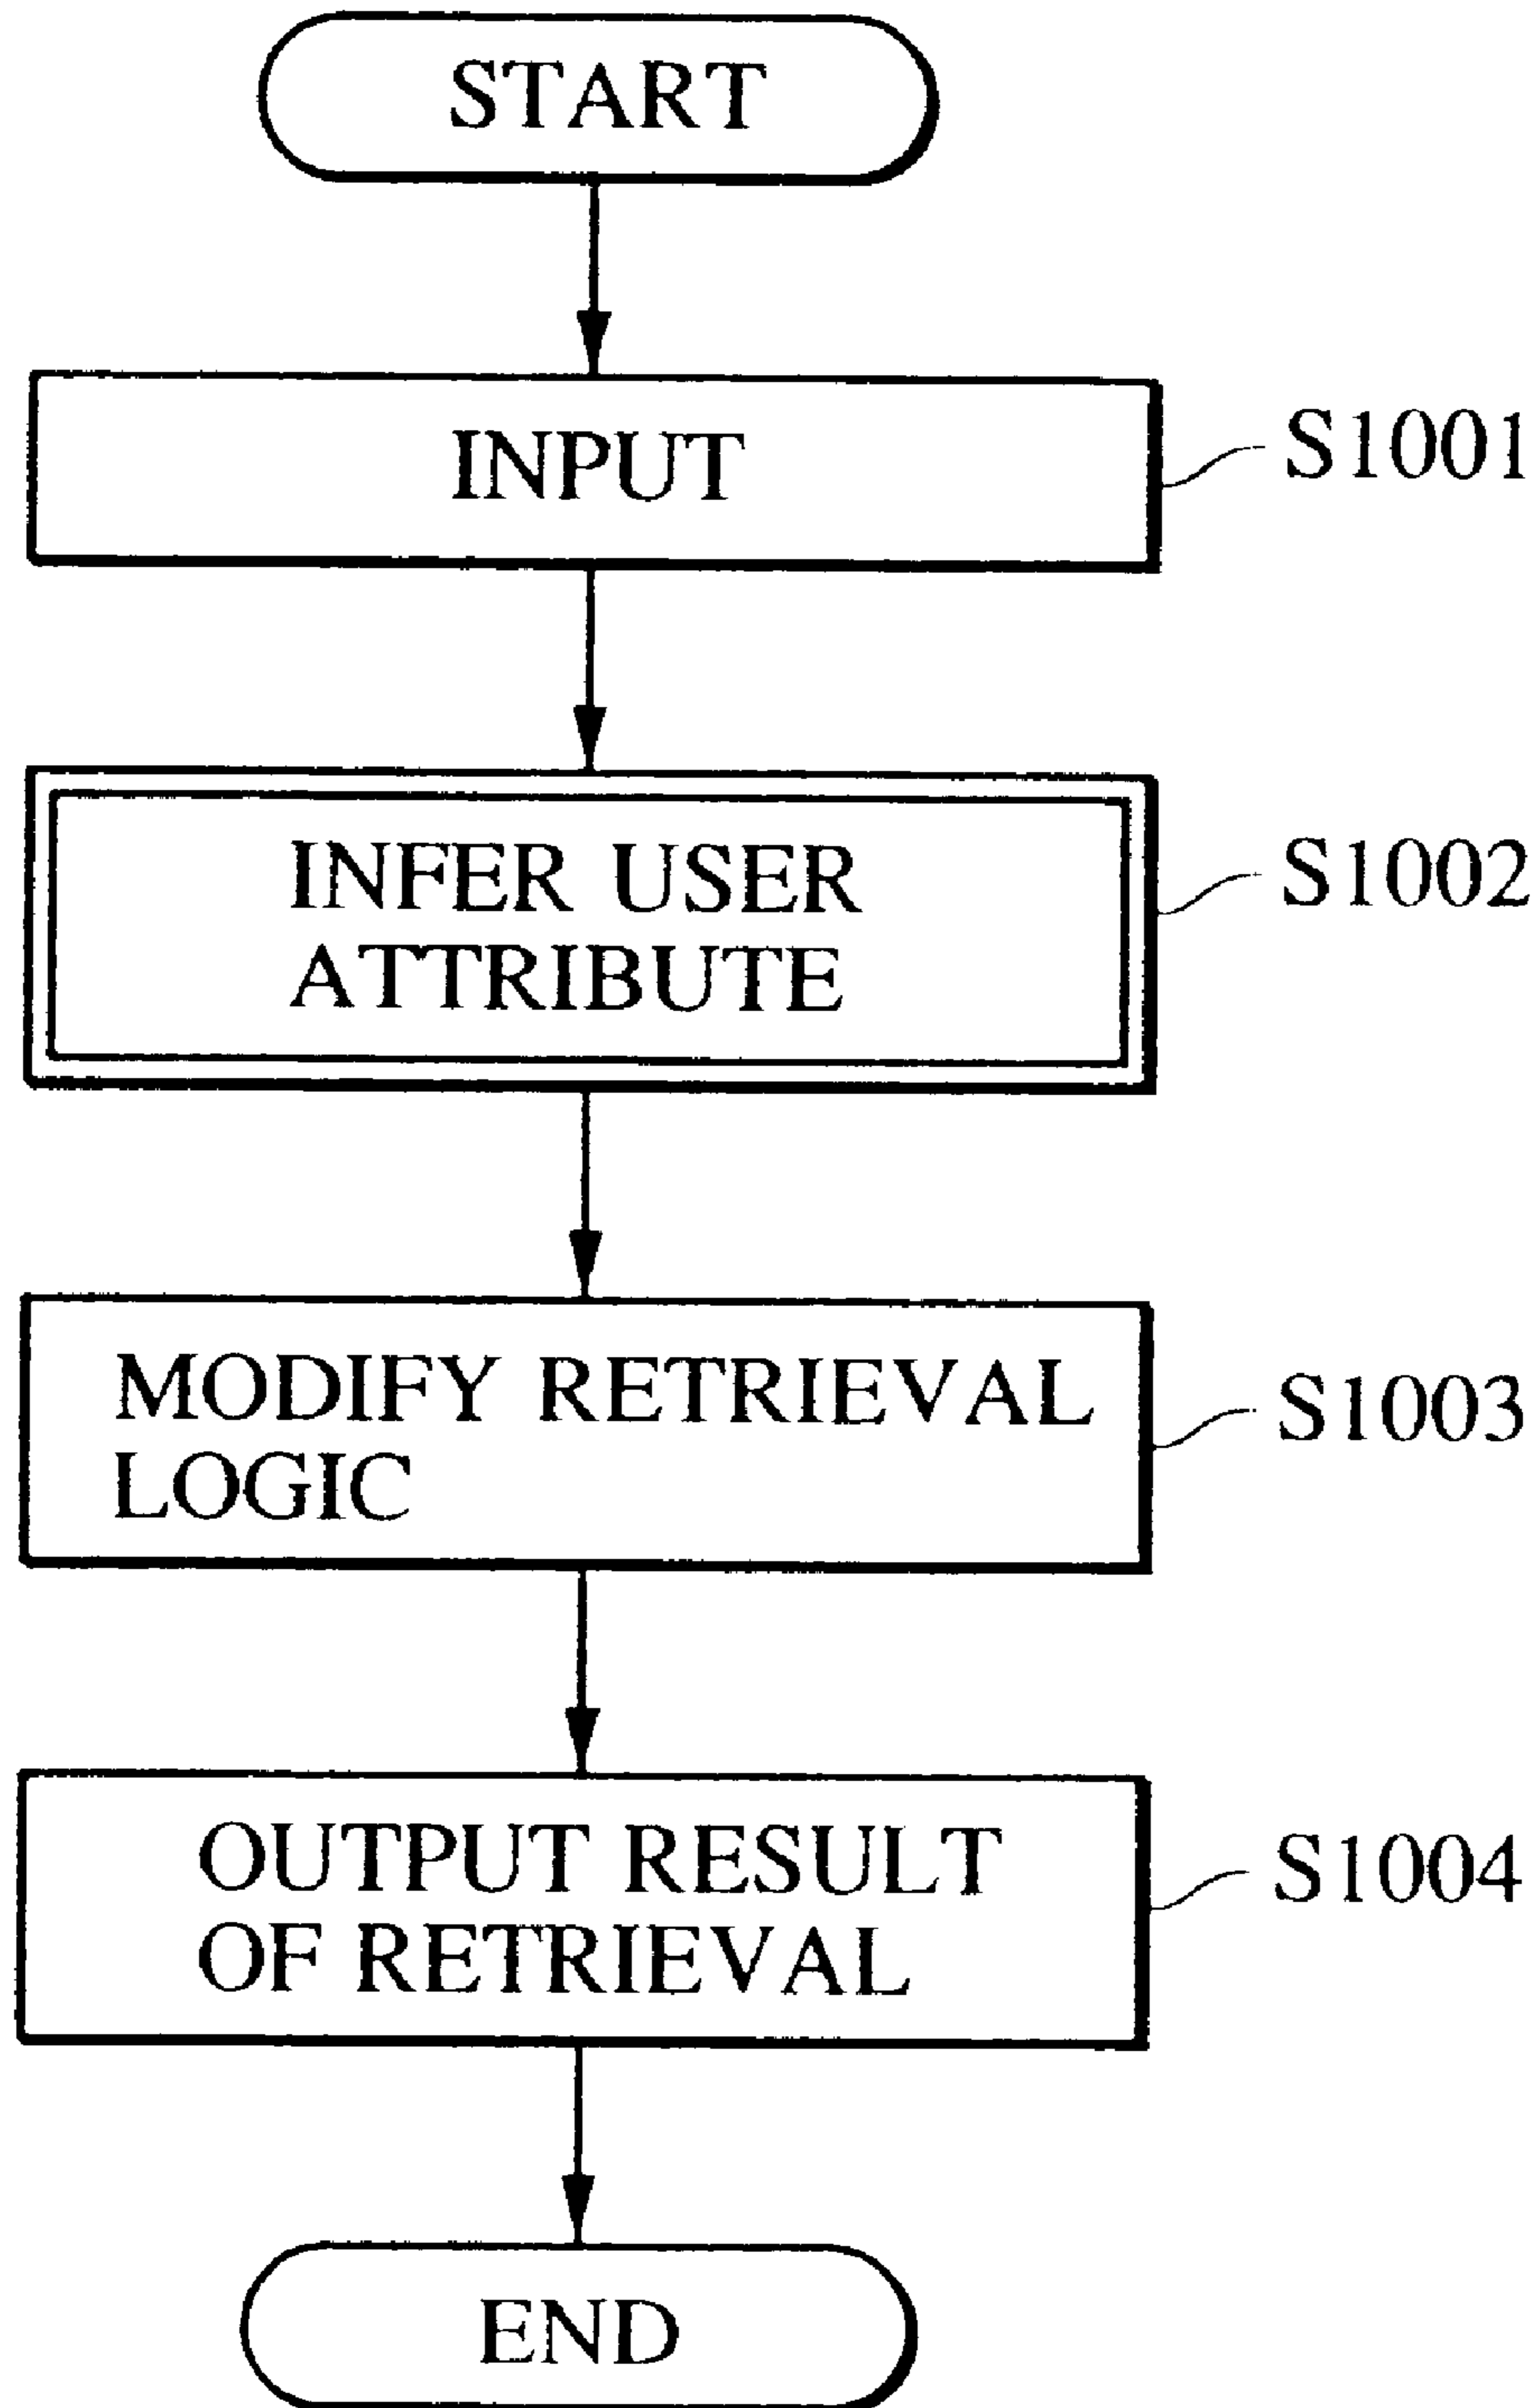 START
INPUT
S1001
INFER USER
ATTRIBUTE
S1002
MODIFY RETRIEVAL
LOGIC
S1003
OUTPUT RESULT
OF RETRIEVAL
S1004
END